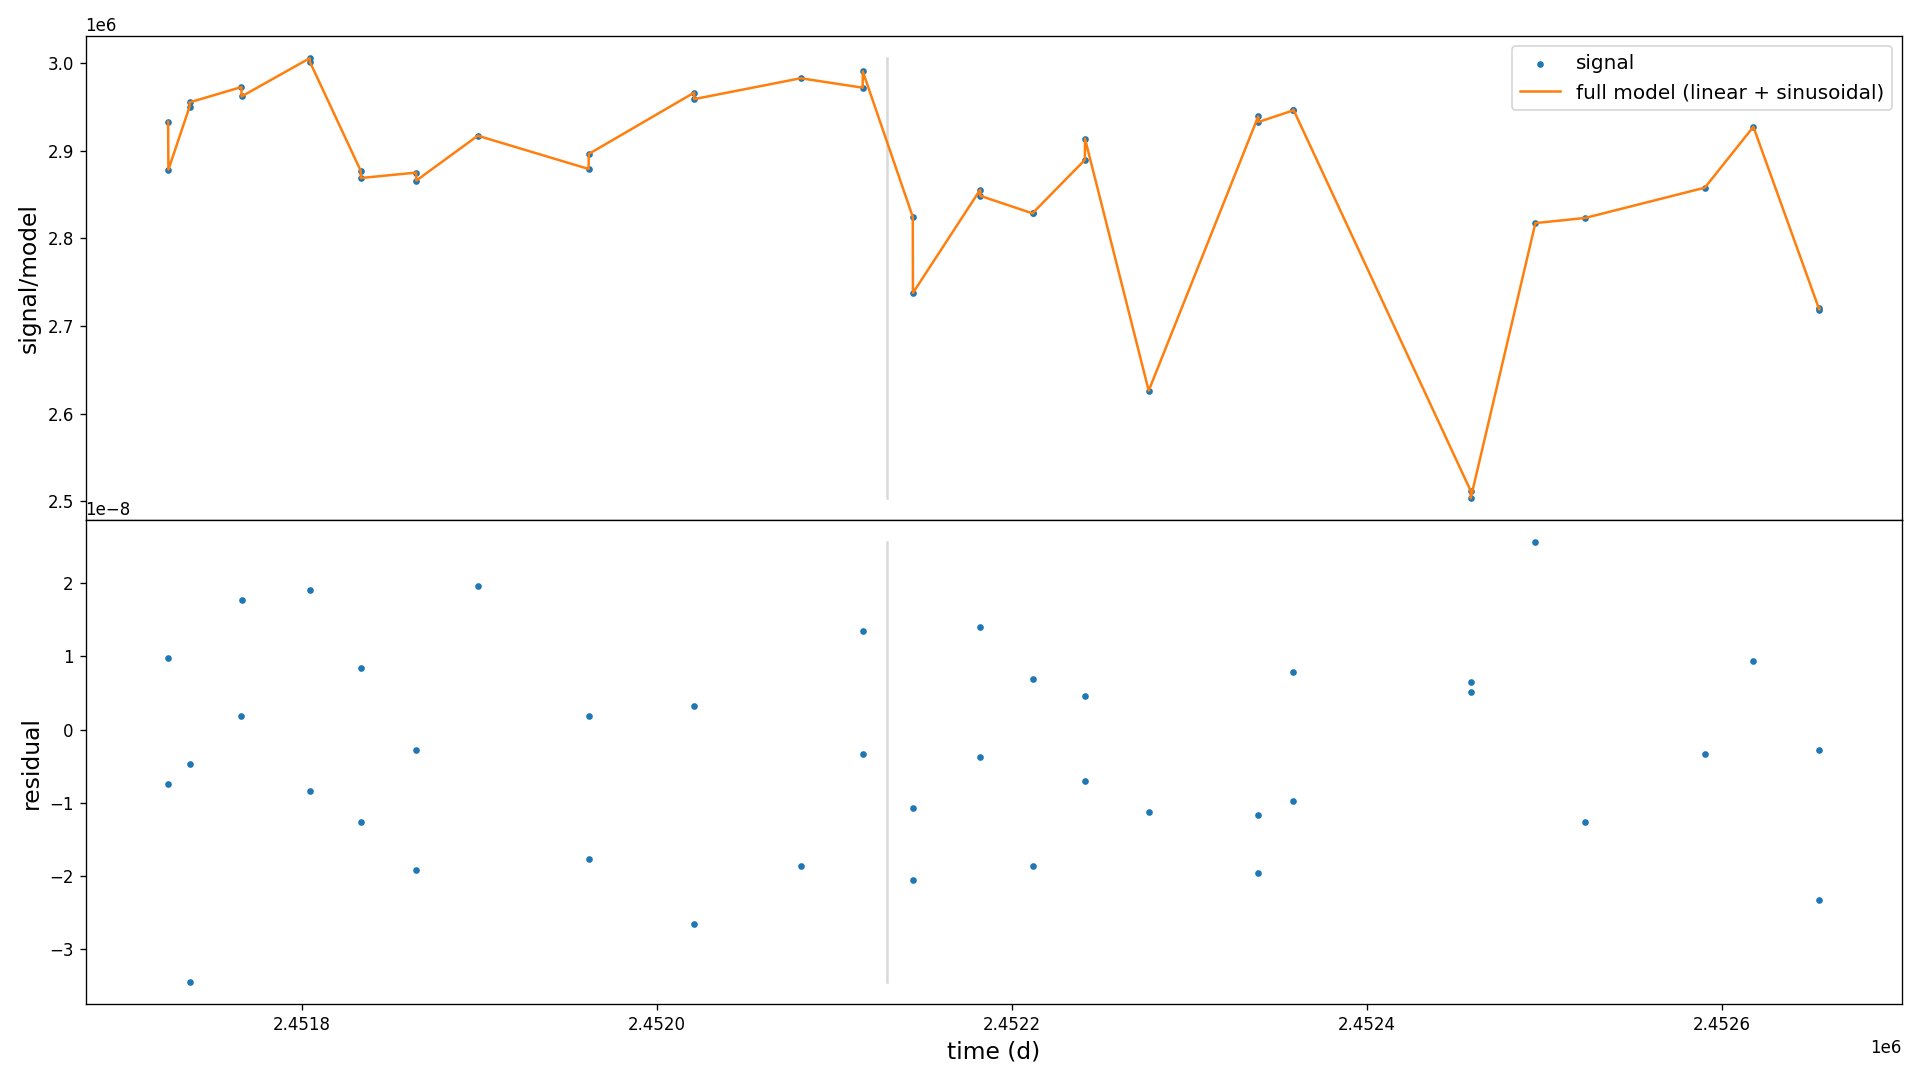 1e6
3.0
2.9
2.8
2.7
2.6
2.5
signal/model
signal
full model (linear + sinusoidal)
1e−8
2
1
0
−1
−2
−3
residual
2.4518
2.4520
2.4522
2.4524
2.4526
1e6
time (d)